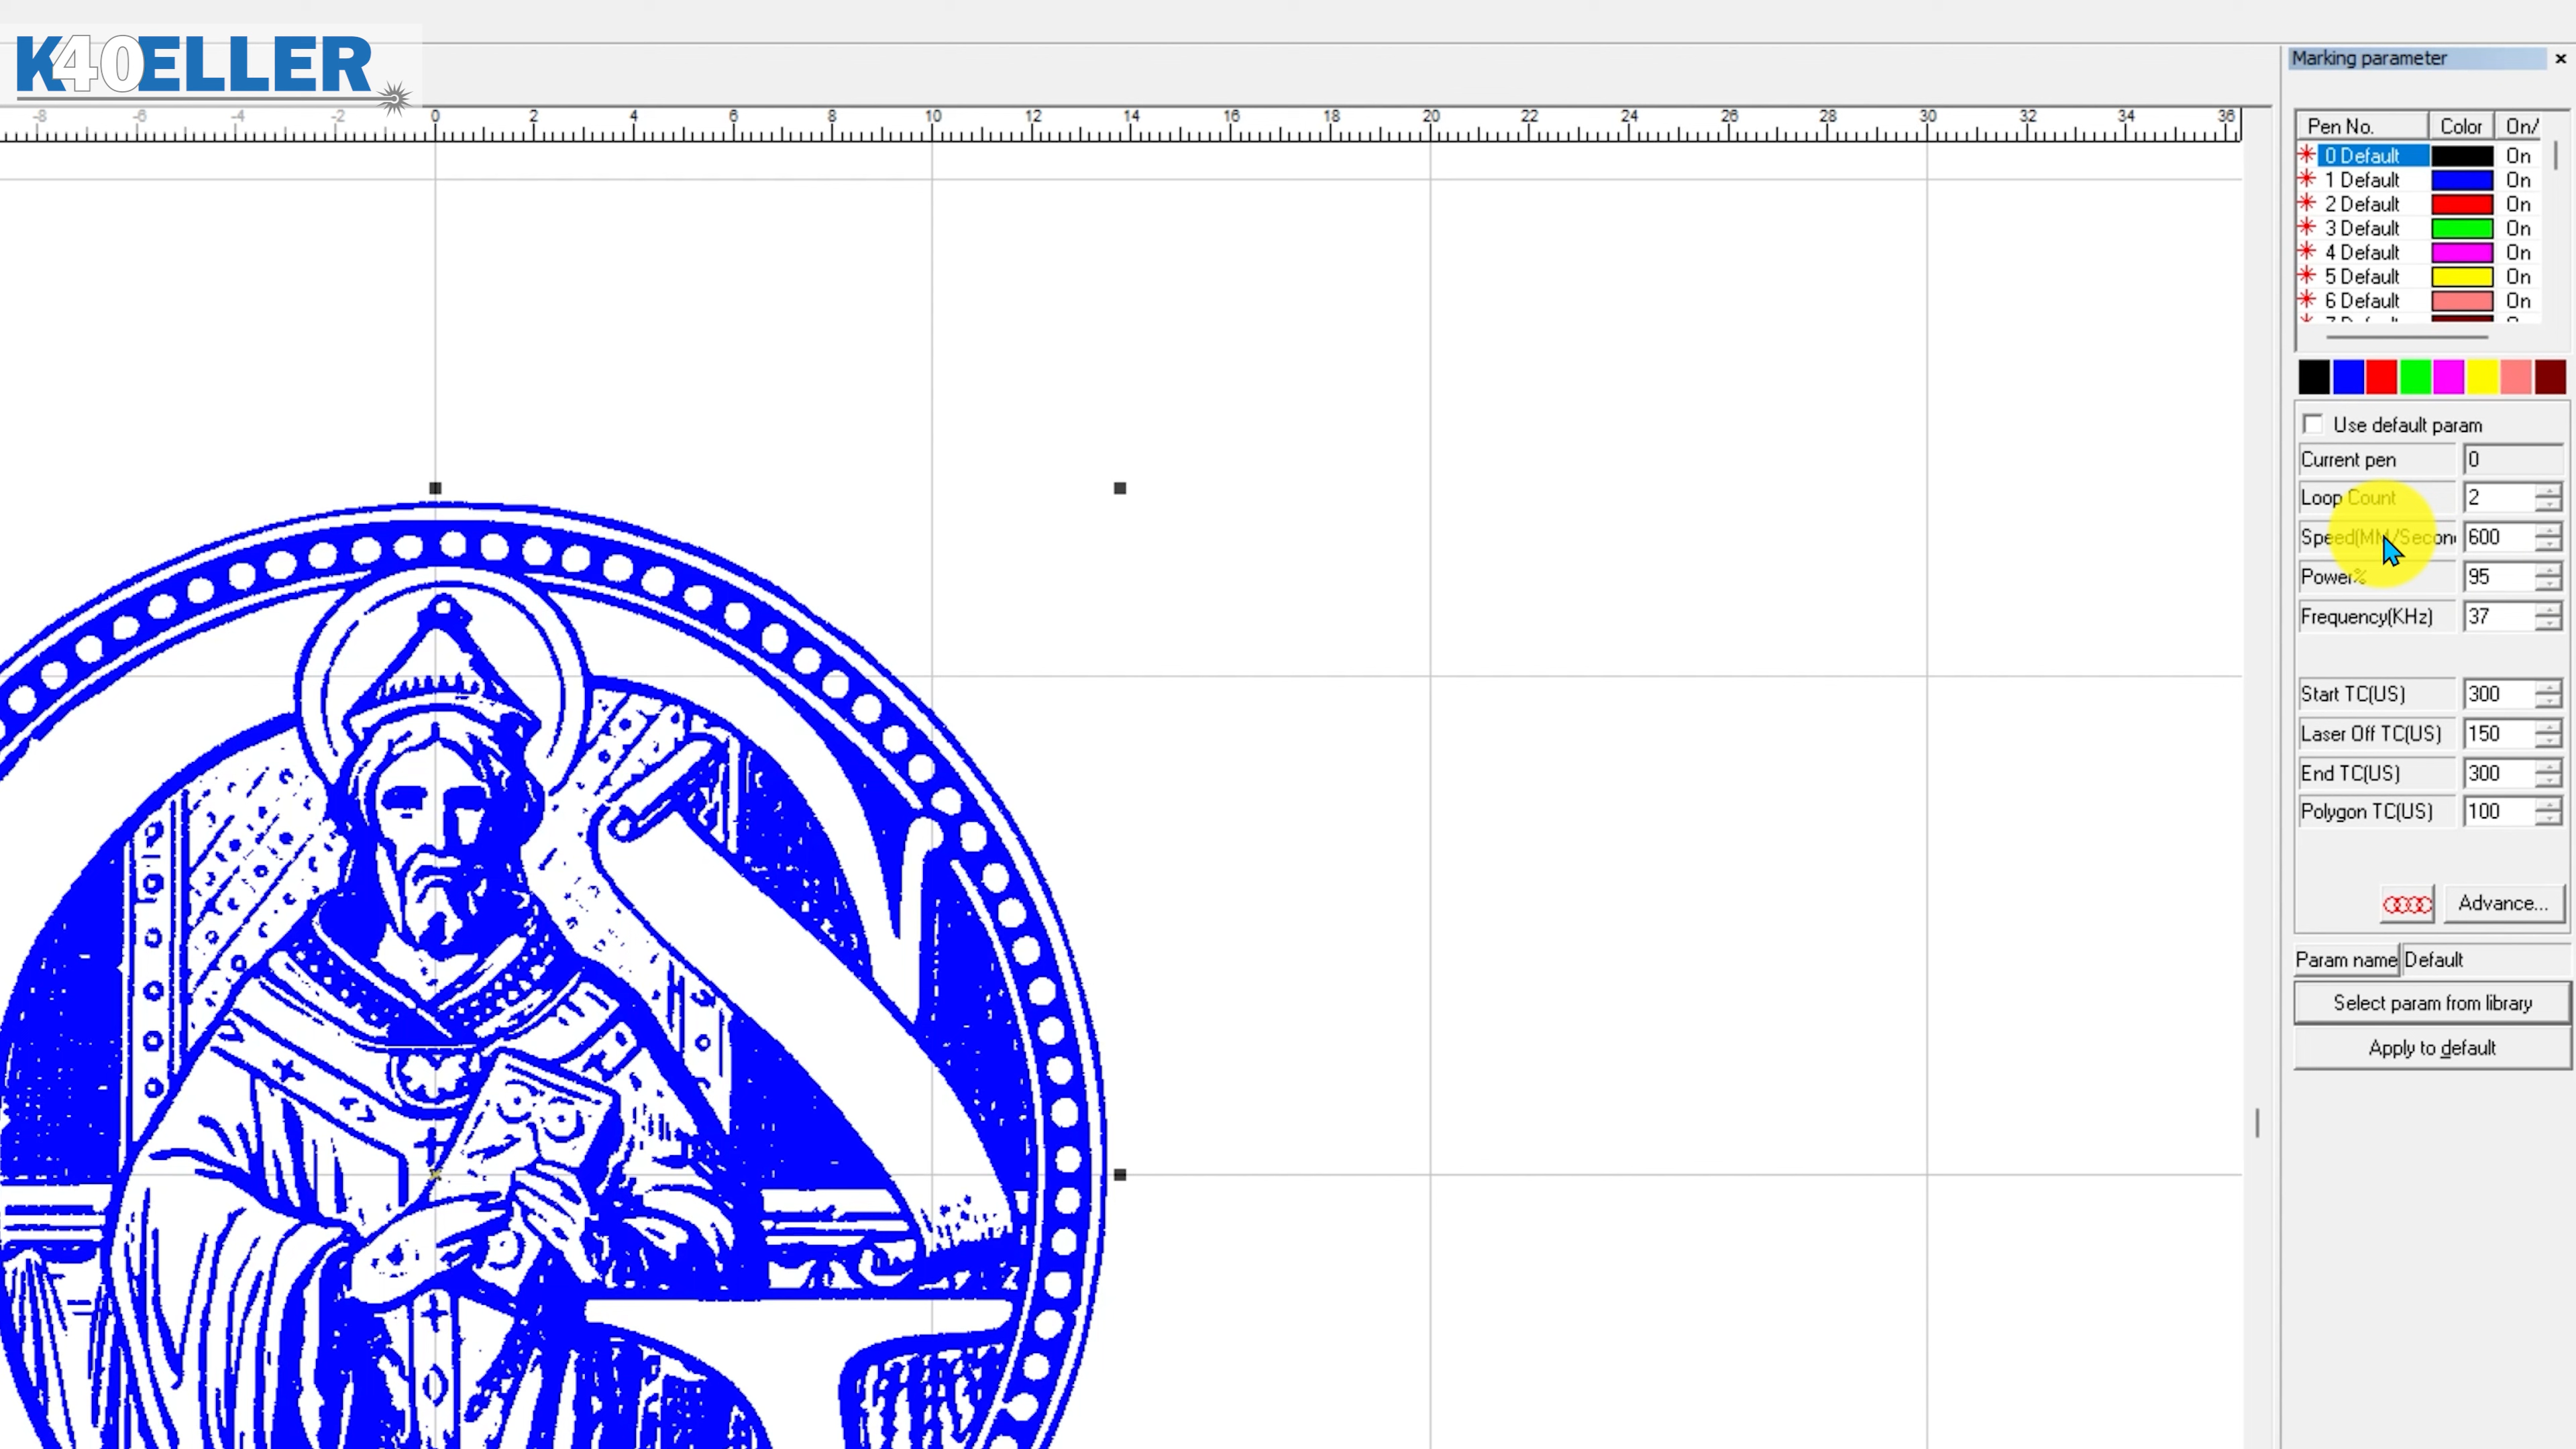 K40ELLER
Marking parameter
-8 -6 -4 -2 0 2 4 6 8 10 12 14 16 18 20 22 24 26 28 30 32 34 36
Pen No. Color On/
0 Default On
1 Default On
2 Default On
3 Default On
4 Default On
5 Default On
6 Default On
Use default param
Current pen 0
Loop Count 2
Speed(MM/Secon 600
Power% 95
Frequency(KHz) 37
Start TC(US) 300
Laser Off TC(US) 150
End TC(US) 300
Polygon TC(US) 100
Advance...
Param name Default
Select param from library
Apply to default